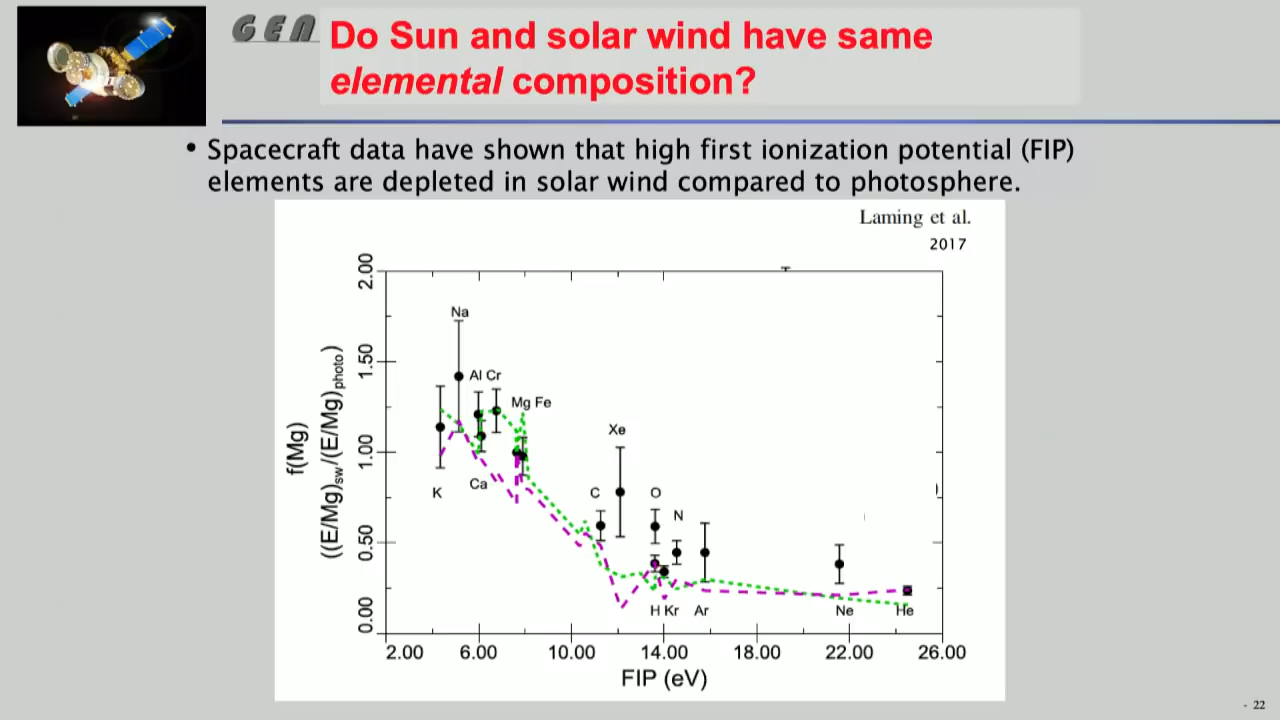 GEN
Do Sun and solar wind have same
elemental composition?
• Spacecraft data have shown that high first ionization potential (FIP)
elements are depleted in solar wind compared to photosphere.
Laming et al.
2017
f(Mg)
((E/Mg)sw/(E/Mg)photo)
2.00
1.50
1.00
0.50
0.00
Na
Al Cr
Mg Fe
K
Ca
Xe
C
O
N
H Kr Ar
Ne
He
2.00 6.00 10.00 14.00 18.00 22.00 26.00
FIP (eV)
- 22